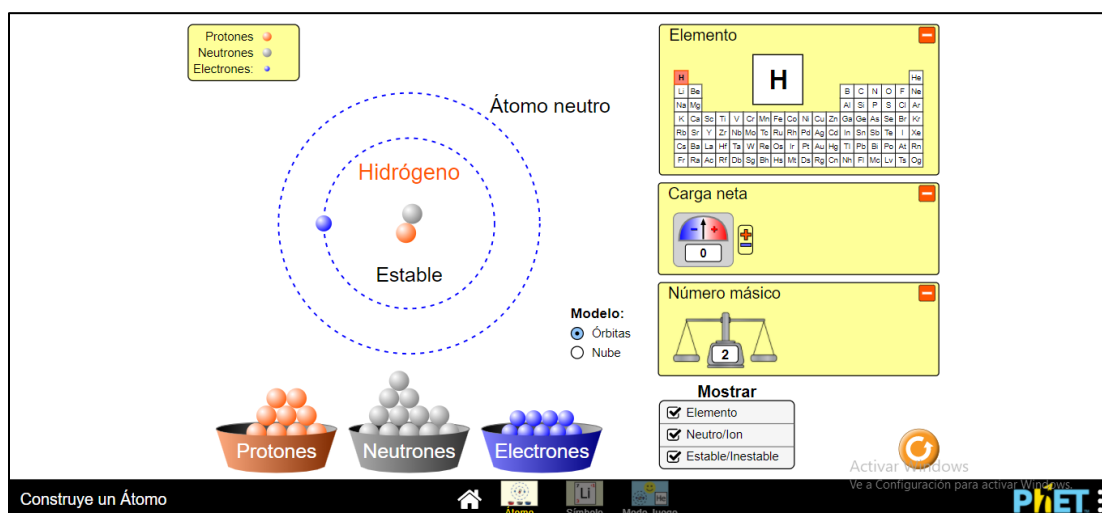 Protones
Neutrones
Electrones:
Átomo neutro
Hidrógeno
Estable
Modelo:
Órbitas
Nube
Protones
Neutrones
Electrones
Elemento
H
H He
Li Be B C N O F Ne
Na Mg Al Si P S Cl Ar
K Ca Sc Ti V Cr Mn Fe Co Ni Cu Zn Ga Ge As Se Br Kr
Rb Sr Y Zr Nb Mo Tc Ru Rh Pd Ag Cd In Sn Sb Te I Xe
Cs Ba La Hf Ta W Re Os Ir Pt Au Hg Tl Pb Bi Po At Rn
Fr Ra Ac Rf Db Sg Bh Hs Mt Ds Rg Cn Nh Fl Mc Lv Ts Og
Carga neta
- +
0
Número másico
2
Mostrar
Elemento
Neutro/Ion
Estable/Inestable
Activar Windows
Ve a Configuración para activar Windows.
Construye un Átomo
Átomo
Li
Símbolo
He
Modo Juego
PhET